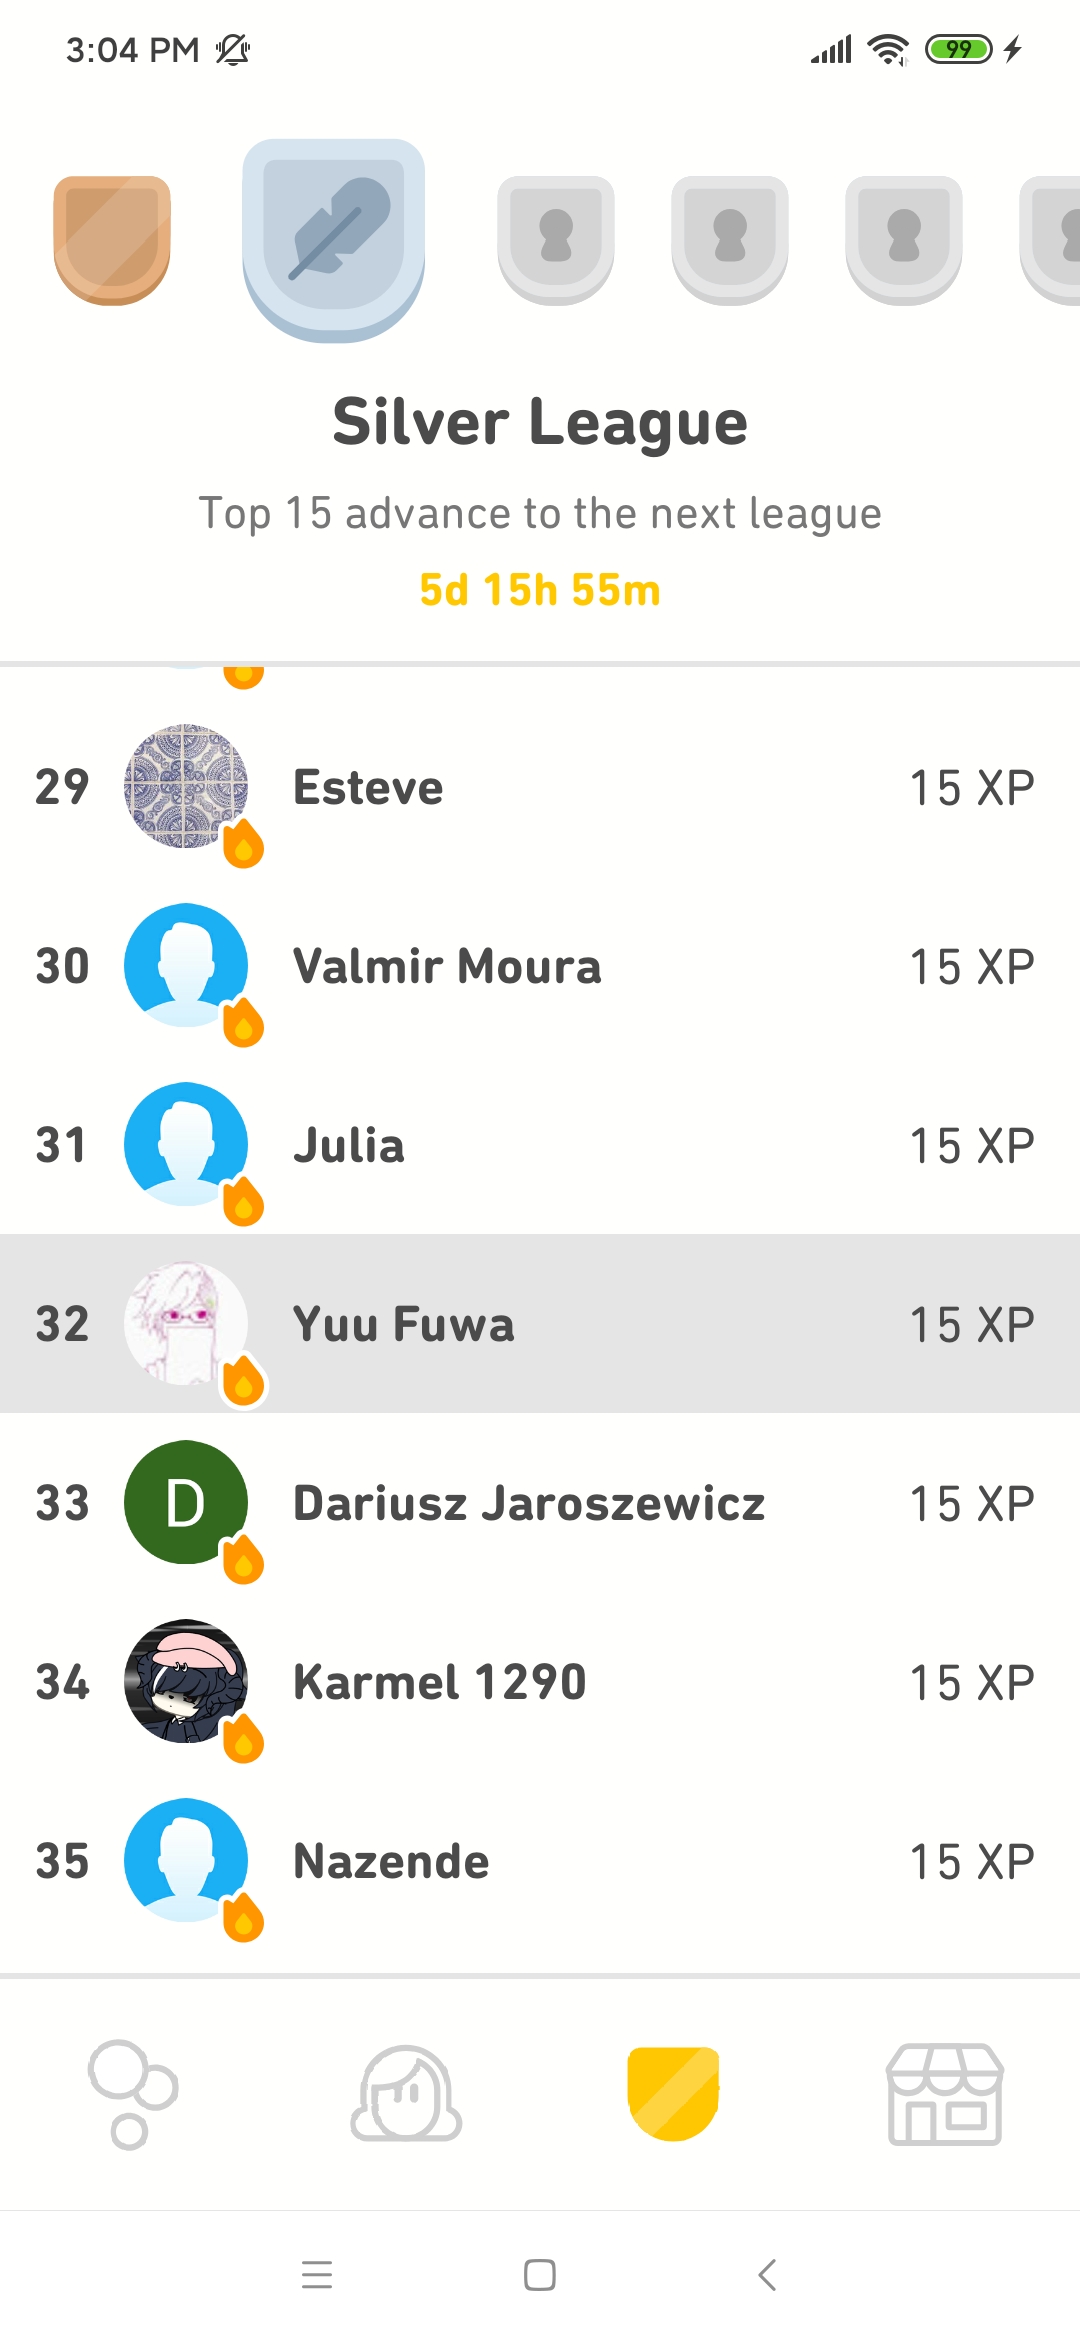 3:04 PM
99
Silver League
Top 15 advance to the next league
5d 15h 55m
29 Esteve 15 XP
30 Valmir Moura 15 XP
31 Julia 15 XP
32 Yuu Fuwa 15 XP
33 D Dariusz Jaroszewicz 15 XP
34 Karmel 1290 15 XP
35 Nazende 15 XP